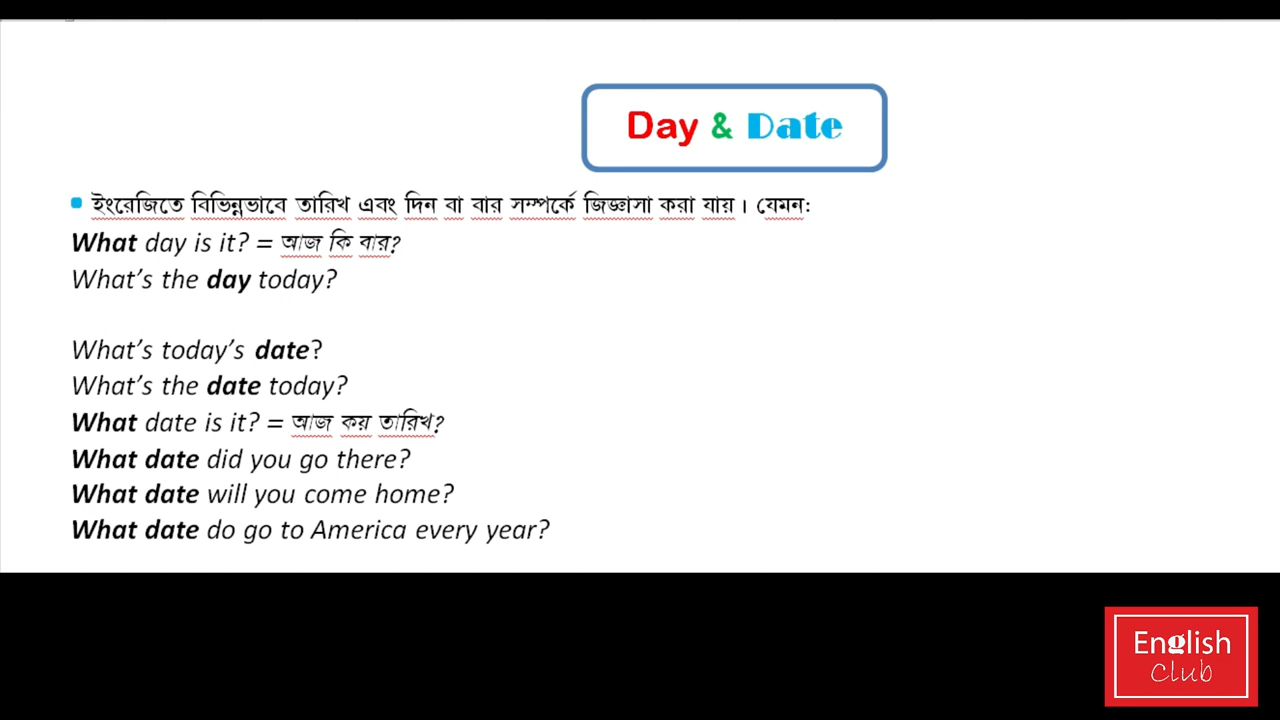 Day & Date
ইংরেজিতে বিভিন্নভাবে তারিখ এবং দিন বা বার সম্পর্কে জিজ্ঞাসা করা যায়। যেমন:
What day is it? = আজ কি বার?
What's the day today?
What's today's date?
What's the date today?
What date is it? = আজ কয় তারিখ?
What date did you go there?
What date will you come home?
What date do go to America every year?
English
Club